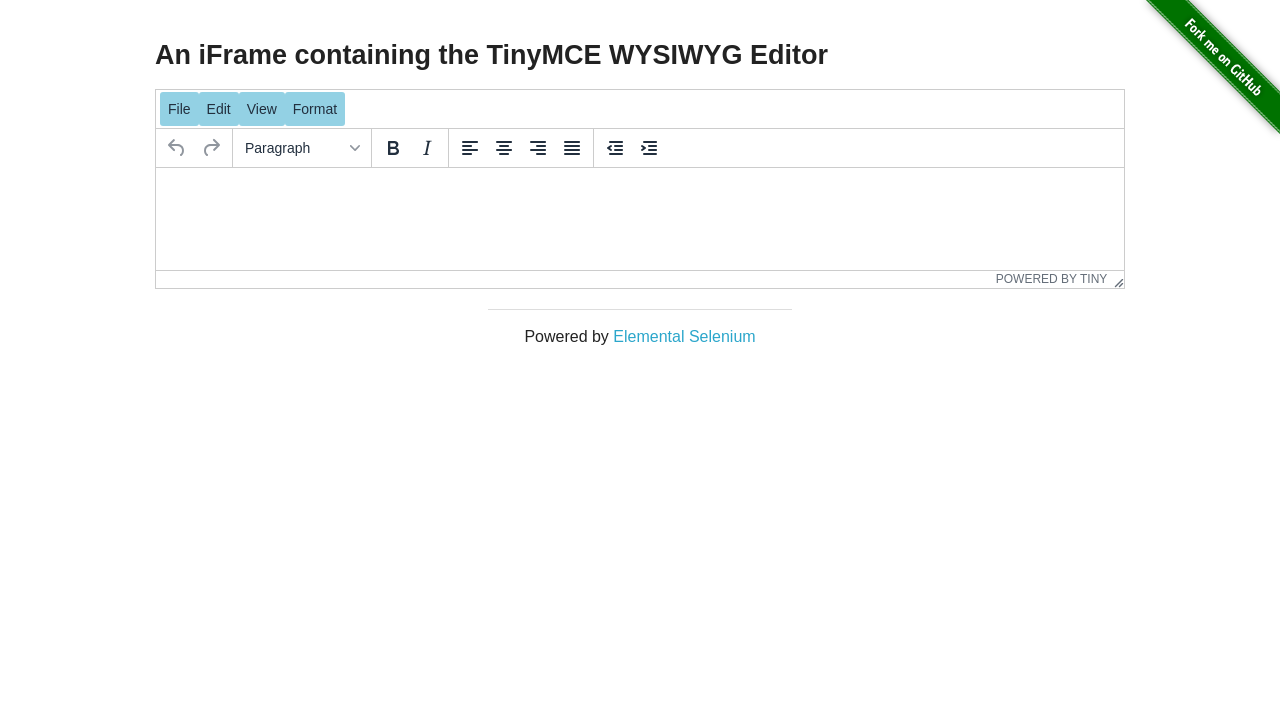 Fork me on GitHub
An iFrame containing the TinyMCE WYSIWYG Editor
File Edit View Format
Paragraph
POWERED BY TINY
Powered by Elemental Selenium